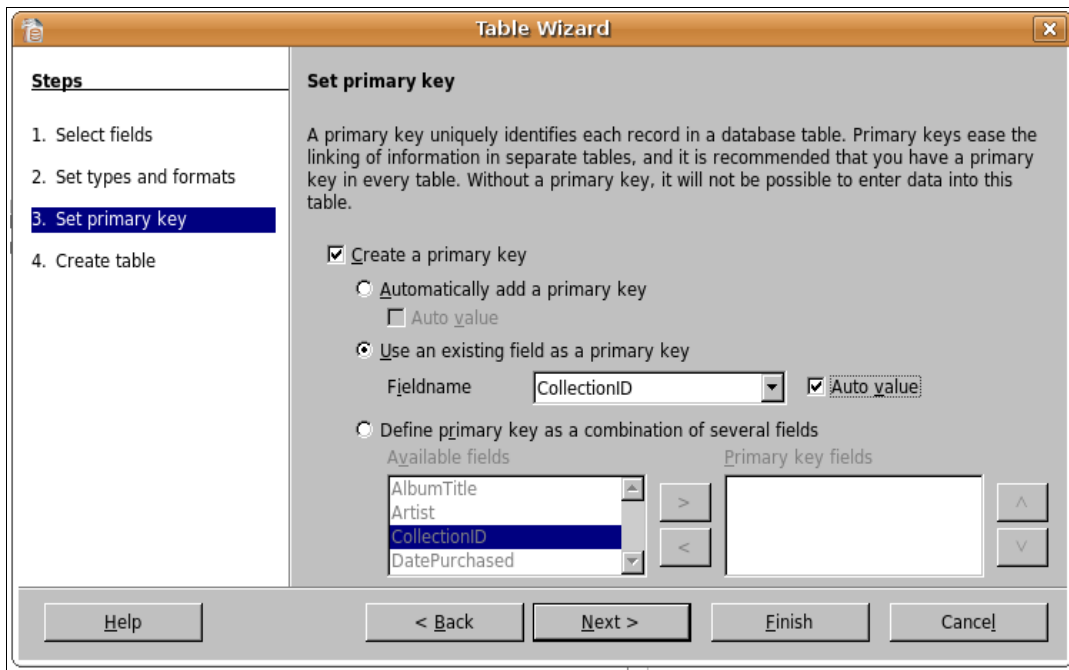 Table Wizard
Steps
1. Select fields
2. Set types and formats
3. Set primary key
4. Create table
Set primary key
A primary key uniquely identifies each record in a database table. Primary keys ease the
linking of information in separate tables, and it is recommended that you have a primary
key in every table. Without a primary key, it will not be possible to enter data into this
table.
Create a primary key
Automatically add a primary key
Auto value
Use an existing field as a primary key
Fieldname CollectionID Auto value
Define primary key as a combination of several fields
Available fields Primary key fields
AlbumTitle
Artist
CollectionID
DatePurchased
>
<
^
v
Help < Back Next > Finish Cancel